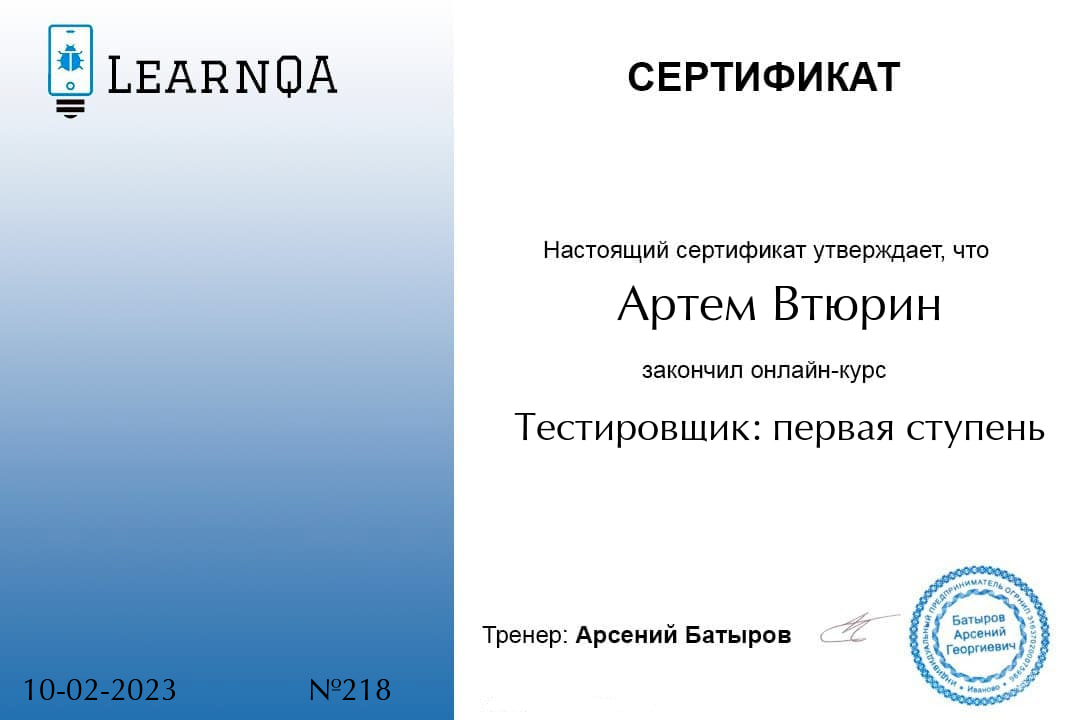 LearnQA
СЕРТИФИКАТ
Настоящий сертификат утверждает, что
Артем Втюрин
закончил онлайн-курс
Тестировщик: первая ступень
Тренер: Арсений Батыров
ИНДИВИДУАЛЬНЫЙ ПРЕДПРИНИМАТЕЛЬ ОГРНИП
Иваново
Батыров
Арсений
Георгиевич
10-02-2023
№218